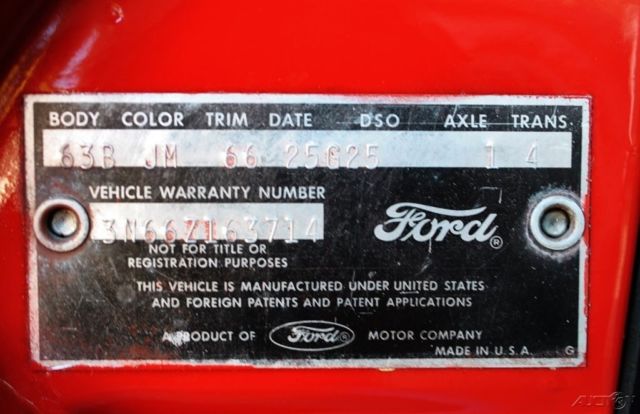 BODY COLOR TRIM DATE DSO AXLE TRANS
63B JM 66 25G25 1 4
VEHICLE WARRANTY NUMBER
3N66Z163714
Ford®
NOT FOR TITLE OR
REGISTRATION PURPOSES
THIS VEHICLE IS MANUFACTURED UNDER UNITED STATES
AND FOREIGN PATENTS AND PATENT APPLICATIONS
A PRODUCT OF Ford® MOTOR COMPANY
MADE IN U.S.A. G